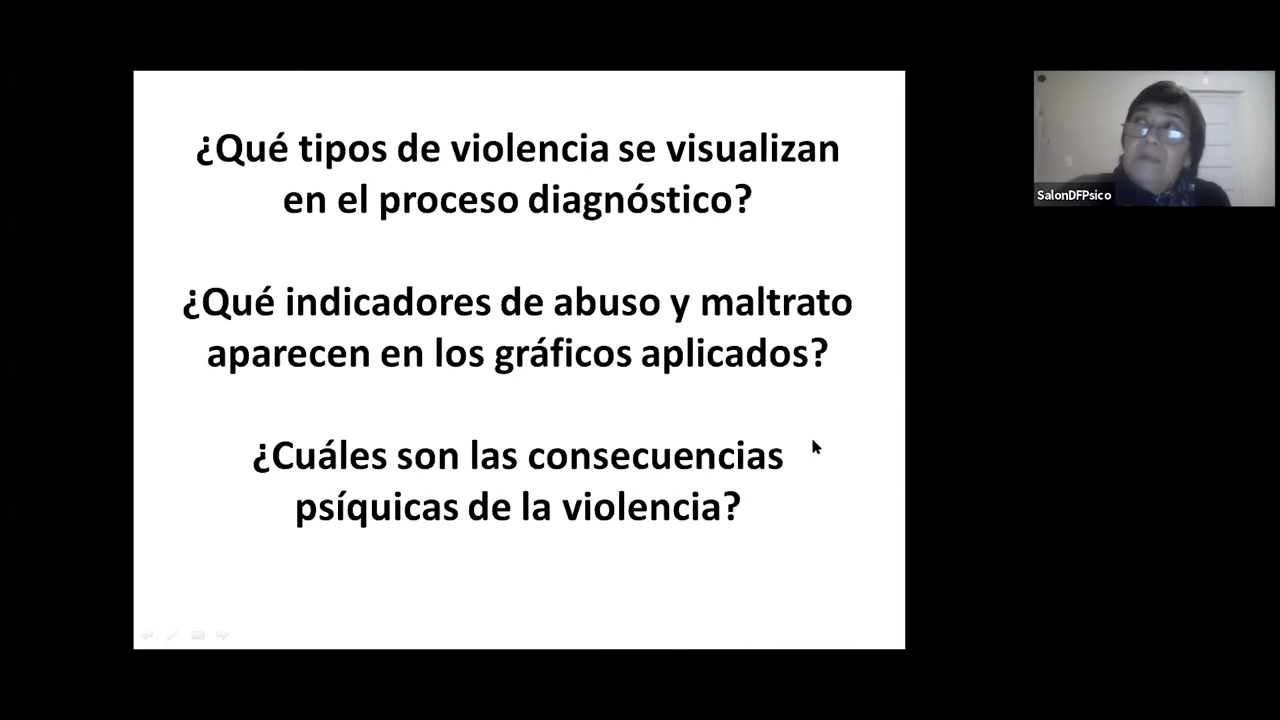 ¿Qué tipos de violencia se visualizan
en el proceso diagnóstico?
¿Qué indicadores de abuso y maltrato
aparecen en los gráficos aplicados?
¿Cuáles son las consecuencias
psíquicas de la violencia?
SalonDFPsico